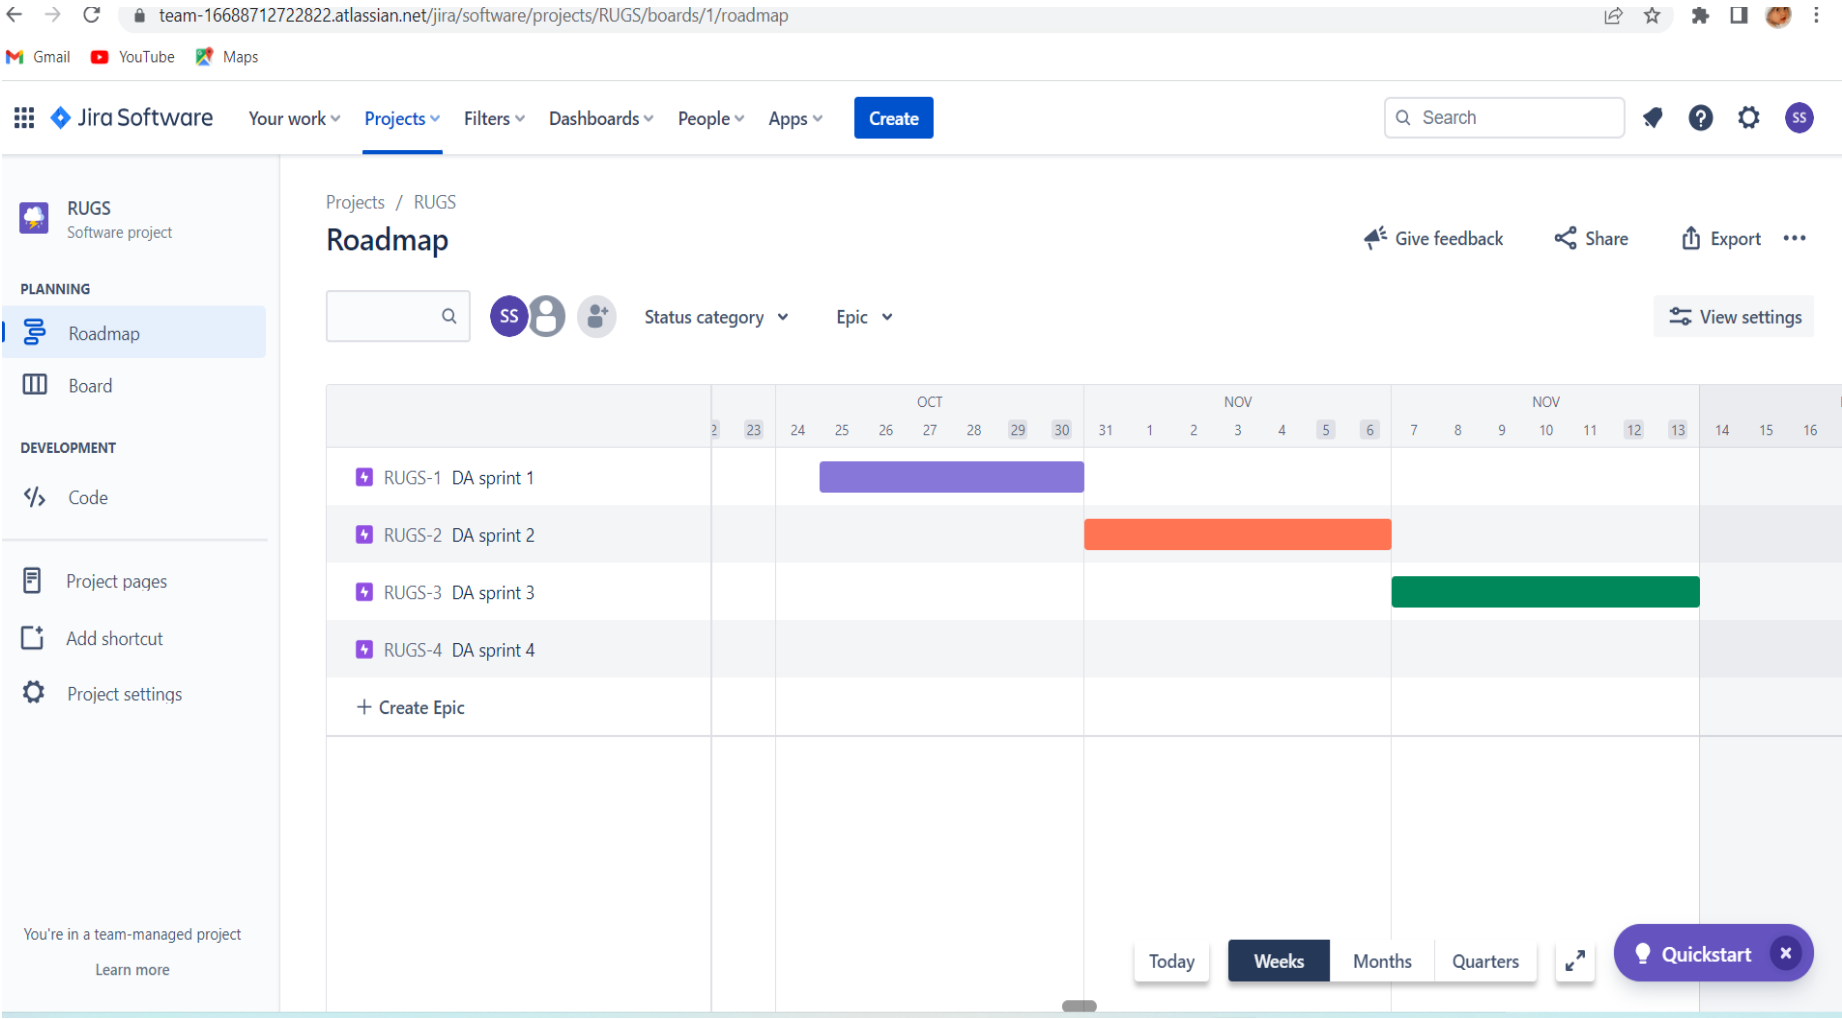 team-16688712722822.atlassian.net/jira/software/projects/RUGS/boards/1/roadmap
Gmail YouTube Maps
Jira Software Your work Projects Filters Dashboards People Apps Create Search SS
RUGS
Software project
PLANNING
Roadmap
Board
DEVELOPMENT
Code
Project pages
Add shortcut
Project settings
You're in a team-managed project
Learn more
Projects / RUGS
Roadmap
Give feedback Share Export
SS Status category Epic View settings
OCT NOV NOV
23 24 25 26 27 28 29 30 31 1 2 3 4 5 6 7 8 9 10 11 12 13 14 15 16
RUGS-1 DA sprint 1
RUGS-2 DA sprint 2
RUGS-3 DA sprint 3
RUGS-4 DA sprint 4
+ Create Epic
Today Weeks Months Quarters Quickstart